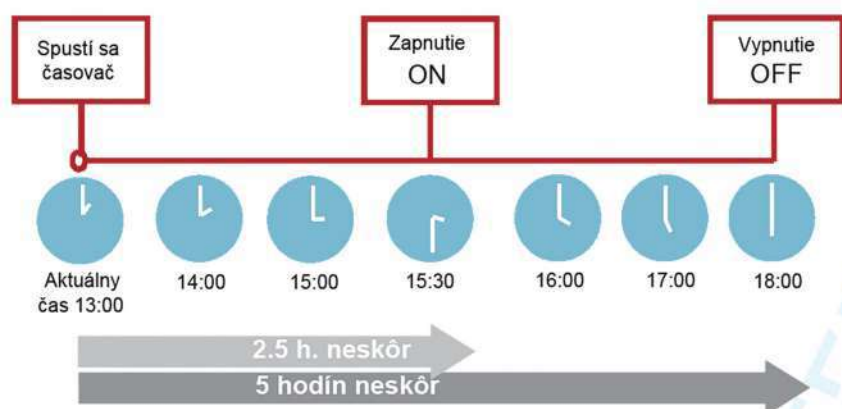 Spustí sa
časovač
Zapnutie
ON
Vypnutie
OFF
Aktuálny
čas 13:00
14:00
15:00
15:30
16:00
17:00
18:00
2.5 h. neskôr
5 hodín neskôr